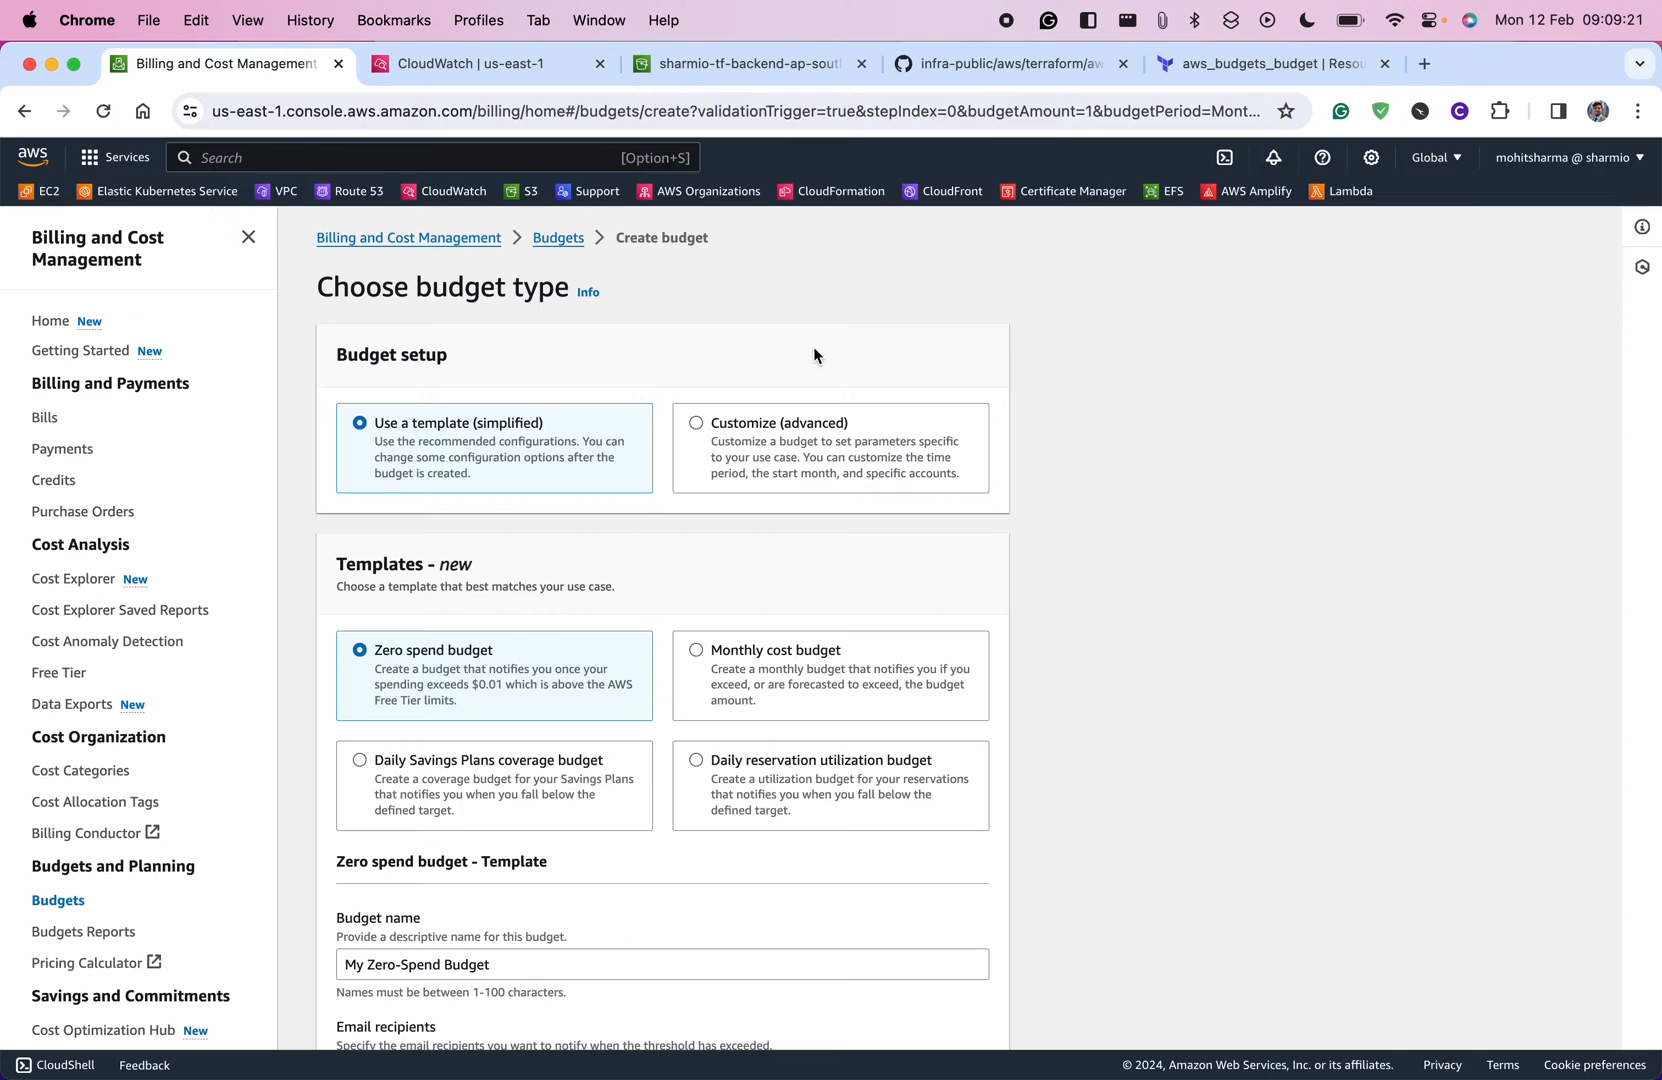 Chrome File Edit View History Bookmarks Profiles Tab Window Help Mon 12 Feb 09:09:21
Billing and Cost Management CloudWatch | us-east-1 sharmio-tf-backend-ap-sout infra-public/aws/terraform/aw aws_budgets_budget | Resou
us-east-1.console.aws.amazon.com/billing/home#/budgets/create?validationTrigger=true&stepIndex=0&budgetAmount=1&budgetPeriod=Mont...
aws Services Search [Option+S] Global mohitsharma @ sharmio
EC2 Elastic Kubernetes Service VPC Route 53 CloudWatch S3 Support AWS Organizations CloudFormation CloudFront Certificate Manager EFS AWS Amplify Lambda
Billing and Cost
Management
Home New
Getting Started New
Billing and Payments
Bills
Payments
Credits
Purchase Orders
Cost Analysis
Cost Explorer New
Cost Explorer Saved Reports
Cost Anomaly Detection
Free Tier
Data Exports New
Cost Organization
Cost Categories
Cost Allocation Tags
Billing Conductor
Budgets and Planning
Budgets
Budgets Reports
Pricing Calculator
Savings and Commitments
Cost Optimization Hub New
Billing and Cost Management > Budgets > Create budget
Choose budget type Info
Budget setup
Use a template (simplified)
Use the recommended configurations. You can
change some configuration options after the
budget is created.
Customize (advanced)
Customize a budget to set parameters specific
to your use case. You can customize the time
period, the start month, and specific accounts.
Templates - new
Choose a template that best matches your use case.
Zero spend budget
Create a budget that notifies you once your
spending exceeds $0.01 which is above the AWS
Free Tier limits.
Monthly cost budget
Create a monthly budget that notifies you if you
exceed, or are forecasted to exceed, the budget
amount.
Daily Savings Plans coverage budget
Create a coverage budget for your Savings Plans
that notifies you when you fall below the
defined target.
Daily reservation utilization budget
Create a utilization budget for your reservations
that notifies you when you fall below the
defined target.
Zero spend budget - Template
Budget name
Provide a descriptive name for this budget.
My Zero-Spend Budget
Names must be between 1-100 characters.
Email recipients
Specify the email recipients you want to notify when the threshold has exceeded.
CloudShell Feedback © 2024, Amazon Web Services, Inc. or its affiliates. Privacy Terms Cookie preferences